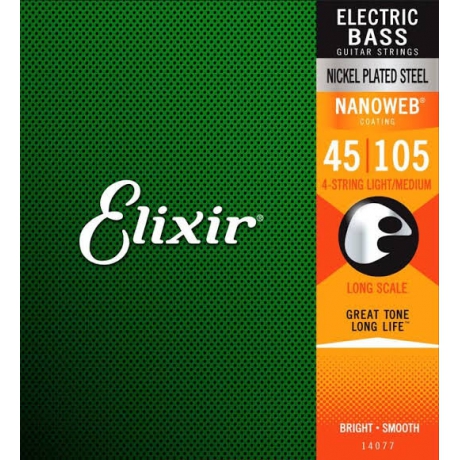 ELECTRIC
BASS
GUITAR STRINGS
NICKEL PLATED STEEL
NANOWEB®
COATING
45|105
4-STRING LIGHT/MEDIUM
Elixir®
LONG SCALE
GREAT TONE
LONG LIFE™
BRIGHT • SMOOTH
14077